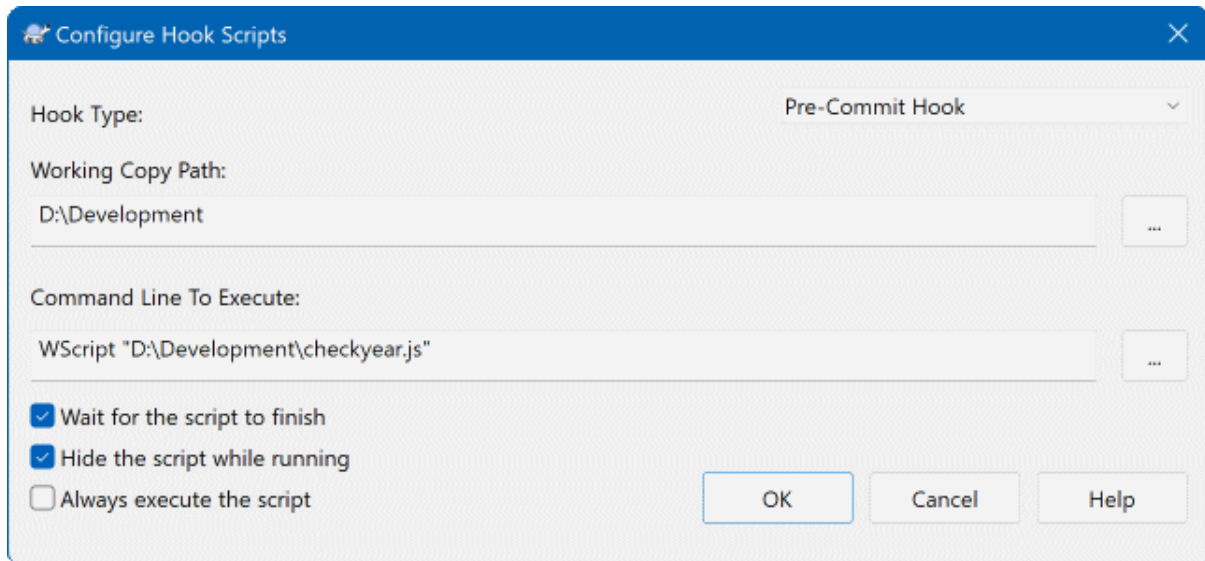 Configure Hook Scripts
Hook Type:
Pre-Commit Hook
Working Copy Path:
D:\Development
...
Command Line To Execute:
WScript "D:\Development\checkyear.js"
...
Wait for the script to finish
Hide the script while running
Always execute the script
OK
Cancel
Help